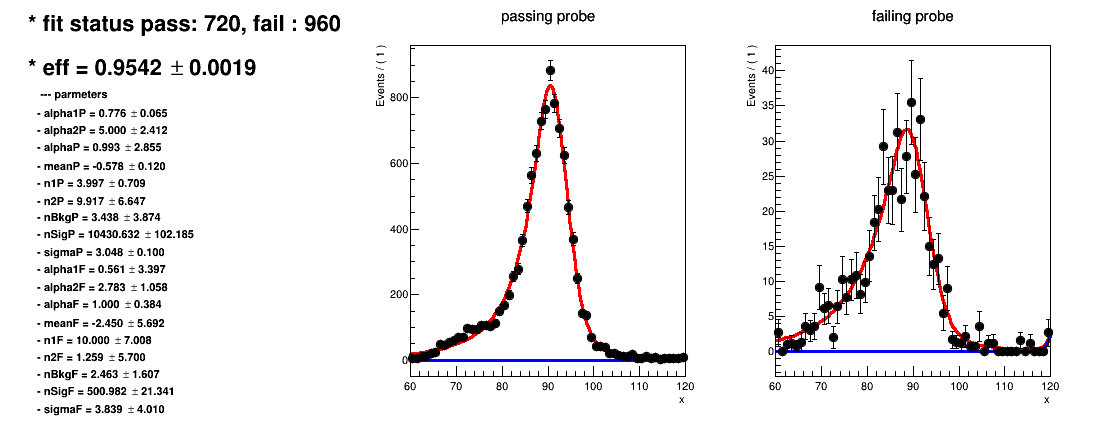 * fit status pass: 720, fail : 960
* eff = 0.9542 ± 0.0019
--- parmeters
- alpha1P = 0.776 ± 0.065
- alpha2P = 5.000 ± 2.412
- alphaP = 0.993 ± 2.855
- meanP = -0.578 ± 0.120
- n1P = 3.997 ± 0.709
- n2P = 9.917 ± 6.647
- nBkgP = 3.438 ± 3.874
- nSigP = 10430.632 ± 102.185
- sigmaP = 3.048 ± 0.100
- alpha1F = 0.561 ± 3.397
- alpha2F = 2.783 ± 1.058
- alphaF = 1.000 ± 0.384
- meanF = -2.450 ± 5.692
- n1F = 10.000 ± 7.008
- n2F = 1.259 ± 5.700
- nBkgF = 2.463 ± 1.607
- nSigF = 500.982 ± 21.341
- sigmaF = 3.839 ± 4.010
passing probe
Events / ( 1 )
800
600
400
200
0
60 70 80 90 100 110 120
x
failing probe
Events / ( 1 )
40
35
30
25
20
15
10
5
0
60 70 80 90 100 110 120
x